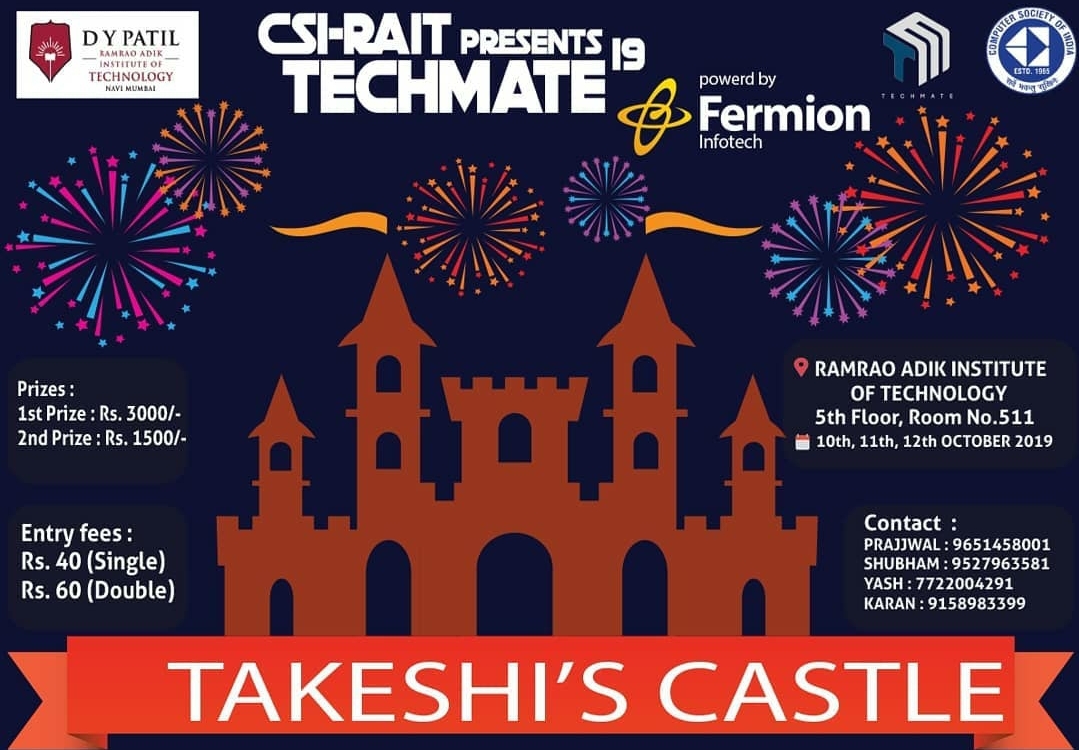 D Y PATIL
RAMRAO ADIK
INSTITUTE OF
TECHNOLOGY
NAVI MUMBAI
CSI-RAIT PRESENTS
TECHMATE 19
powerd by
Fermion
Infotech
TECHMATE
COMPUTER SOCIETY OF INDIA
ESTD. 1965
Prizes :
1st Prize : Rs. 3000/-
2nd Prize : Rs. 1500/-
RAMRAO ADIK INSTITUTE
OF TECHNOLOGY
5th Floor, Room No.511
10th, 11th, 12th OCTOBER 2019
Entry fees :
Rs. 40 (Single)
Rs. 60 (Double)
Contact :
PRAJJWAL : 9651458001
SHUBHAM : 9527963581
YASH : 7722004291
KARAN : 9158983399
TAKESHI'S CASTLE